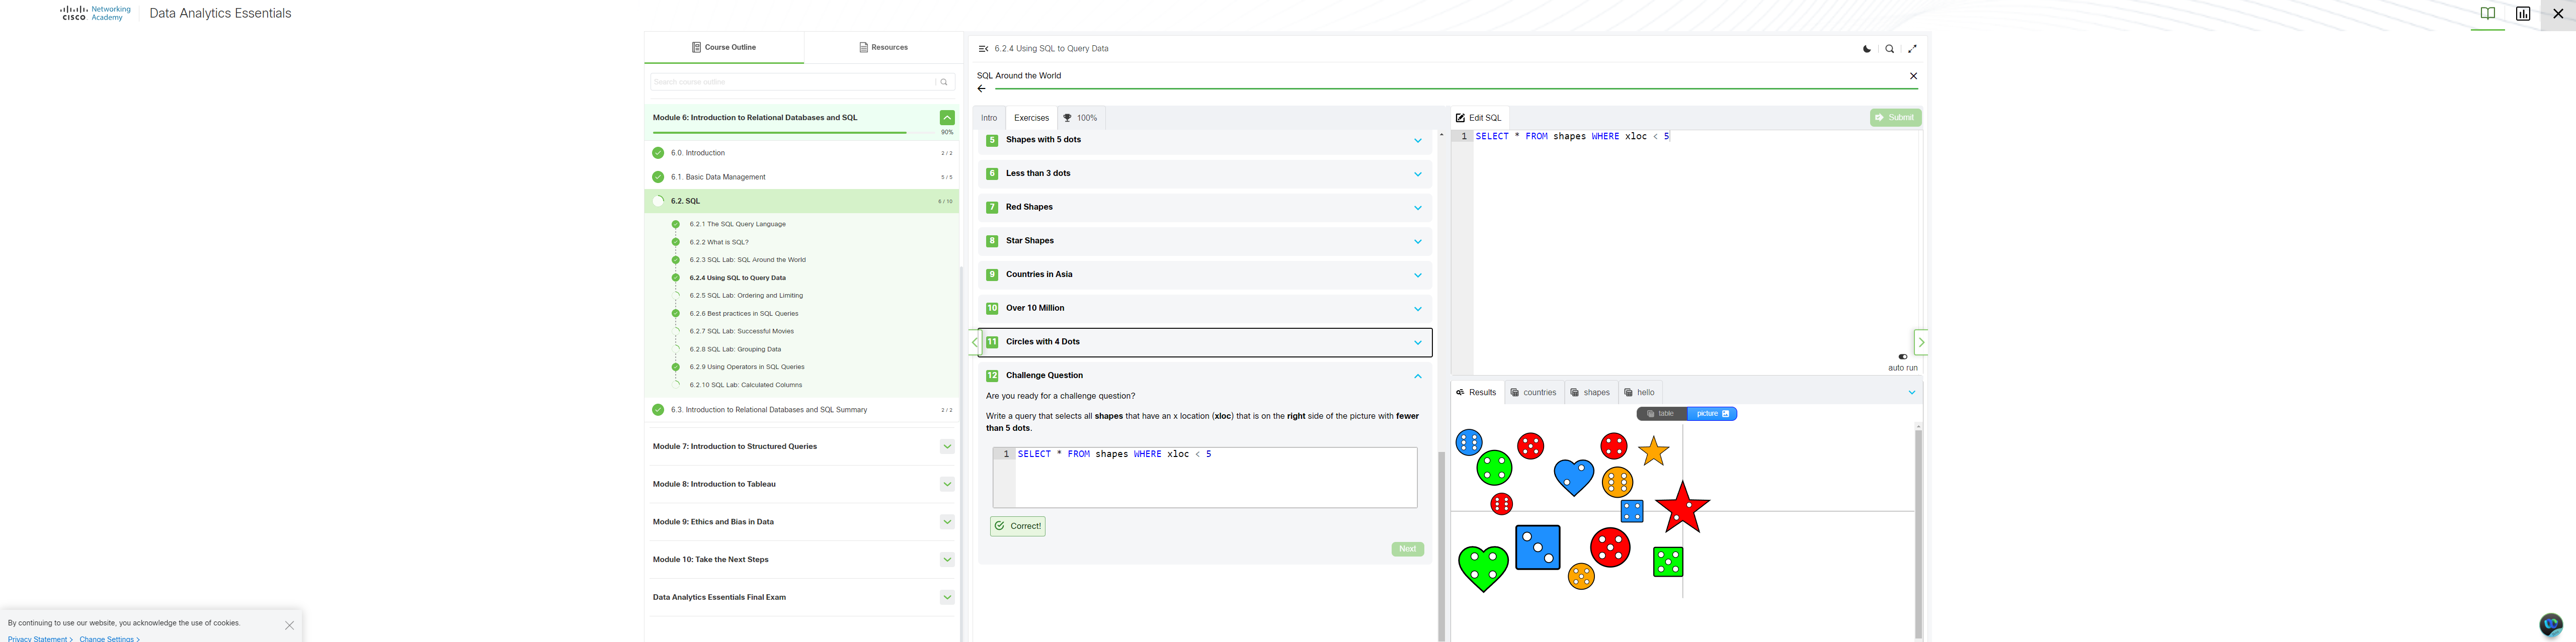 CISCO Networking Academy
Data Analytics Essentials
Course Outline
Resources
Search course outline
Module 6: Introduction to Relational Databases and SQL
90%
6.0. Introduction
2 / 2
6.1. Basic Data Management
5 / 5
6.2. SQL
6 / 10
6.2.1 The SQL Query Language
6.2.2 What is SQL?
6.2.3 SQL Lab: SQL Around the World
6.2.4 Using SQL to Query Data
6.2.5 SQL Lab: Ordering and Limiting
6.2.6 Best practices in SQL Queries
6.2.7 SQL Lab: Successful Movies
6.2.8 SQL Lab: Grouping Data
6.2.9 Using Operators in SQL Queries
6.2.10 SQL Lab: Calculated Columns
6.3. Introduction to Relational Databases and SQL Summary
2 / 2
Module 7: Introduction to Structured Queries
Module 8: Introduction to Tableau
Module 9: Ethics and Bias in Data
Module 10: Take the Next Steps
Data Analytics Essentials Final Exam
By continuing to use our website, you acknowledge the use of cookies.
Privacy Statement > Change Settings >
6.2.4 Using SQL to Query Data
SQL Around the World
Intro
Exercises
100%
5 Shapes with 5 dots
6 Less than 3 dots
7 Red Shapes
8 Star Shapes
9 Countries in Asia
10 Over 10 Million
11 Circles with 4 Dots
12 Challenge Question
Are you ready for a challenge question?
Write a query that selects all shapes that have an x location (xloc) that is on the right side of the picture with fewer
than 5 dots.
1 SELECT * FROM shapes WHERE xloc < 5
Correct!
Next
Edit SQL
Submit
1 SELECT * FROM shapes WHERE xloc < 5
auto run
Results
countries
shapes
hello
table
picture